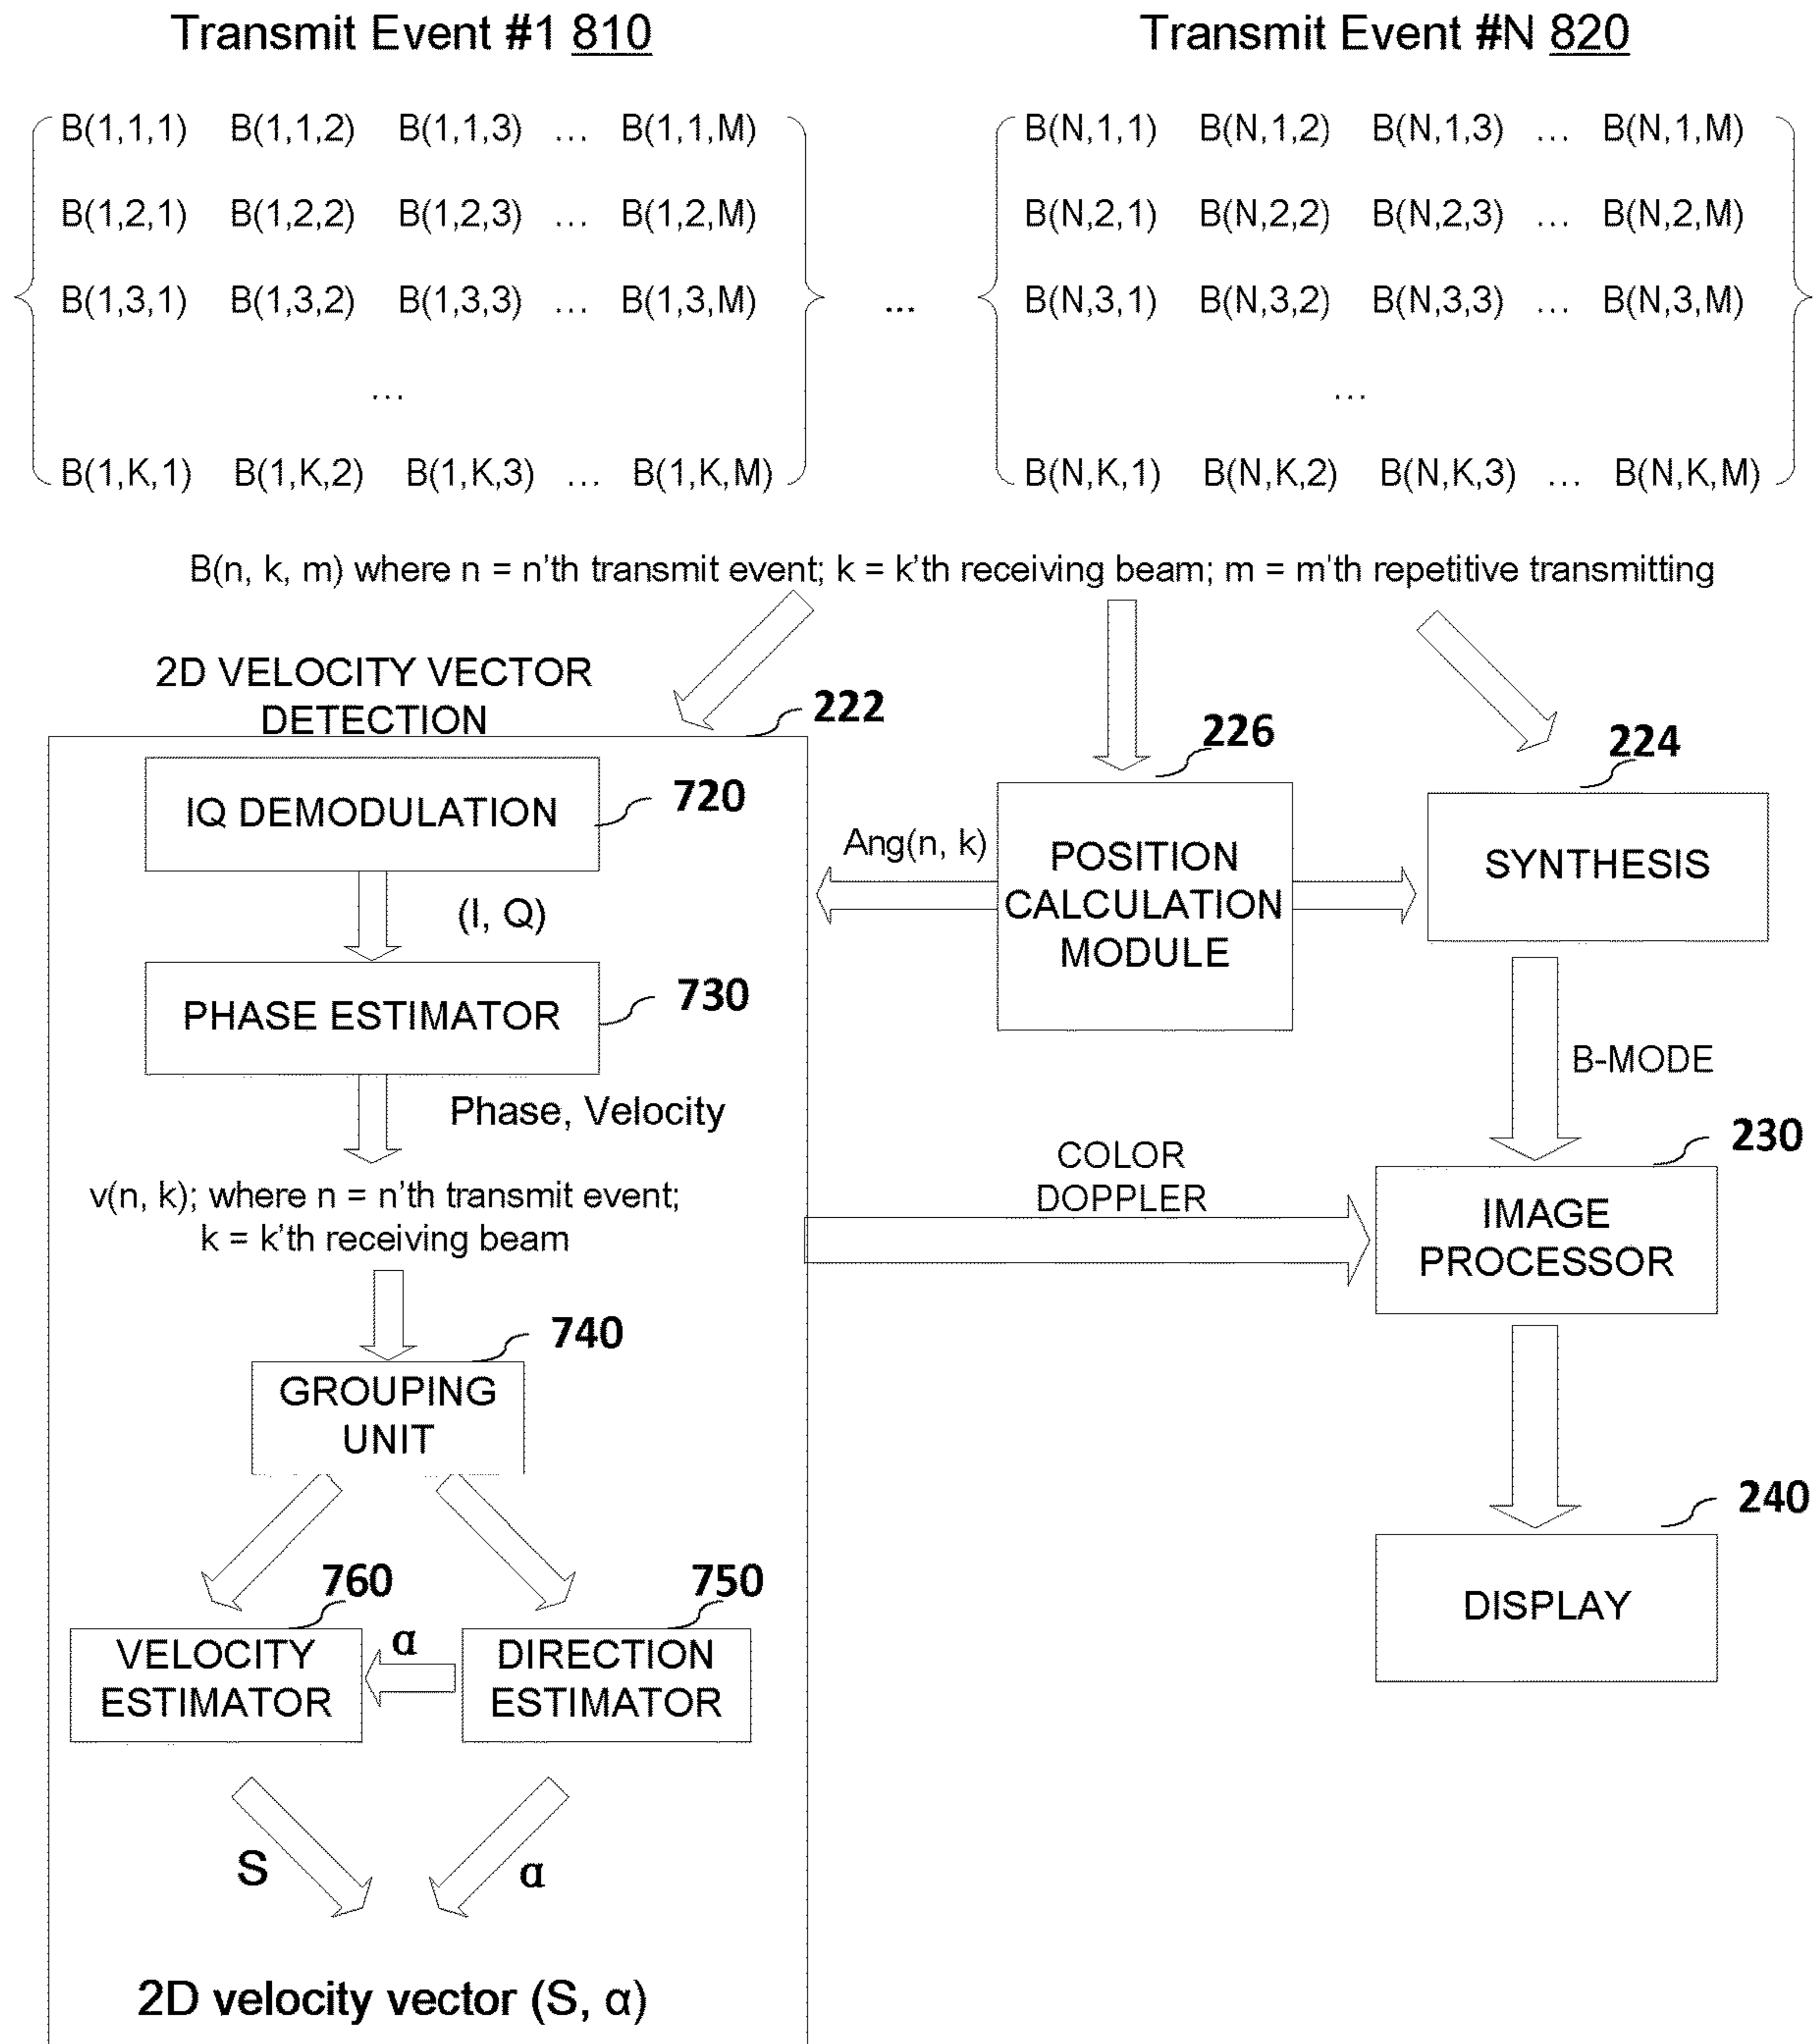 Transmit Event #1 810
Transmit Event #N 820
B(1,1,1) B(1,1,2) B(1,1,3) ... B(1,1,M)
B(1,2,1) B(1,2,2) B(1,2,3) ... B(1,2,M)
B(1,3,1) B(1,3,2) B(1,3,3) ... B(1,3,M)
...
B(1,K,1) B(1,K,2) B(1,K,3) ... B(1,K,M)
...
B(N,1,1) B(N,1,2) B(N,1,3) ... B(N,1,M)
B(N,2,1) B(N,2,2) B(N,2,3) ... B(N,2,M)
B(N,3,1) B(N,3,2) B(N,3,3) ... B(N,3,M)
...
B(N,K,1) B(N,K,2) B(N,K,3) ... B(N,K,M)
B(n, k, m) where n = n'th transmit event; k = k'th receiving beam; m = m'th repetitive transmitting
2D VELOCITY VECTOR
DETECTION
222
226
224
IQ DEMODULATION
720
(I, Q)
Ang(n, k)
POSITION
CALCULATION
MODULE
SYNTHESIS
PHASE ESTIMATOR
730
B-MODE
Phase, Velocity
v(n, k); where n = n'th transmit event;
k = k'th receiving beam
COLOR
DOPPLER
230
IMAGE
PROCESSOR
740
GROUPING
UNIT
240
DISPLAY
760
750
VELOCITY
ESTIMATOR
α
DIRECTION
ESTIMATOR
S
α
2D velocity vector (S, α)